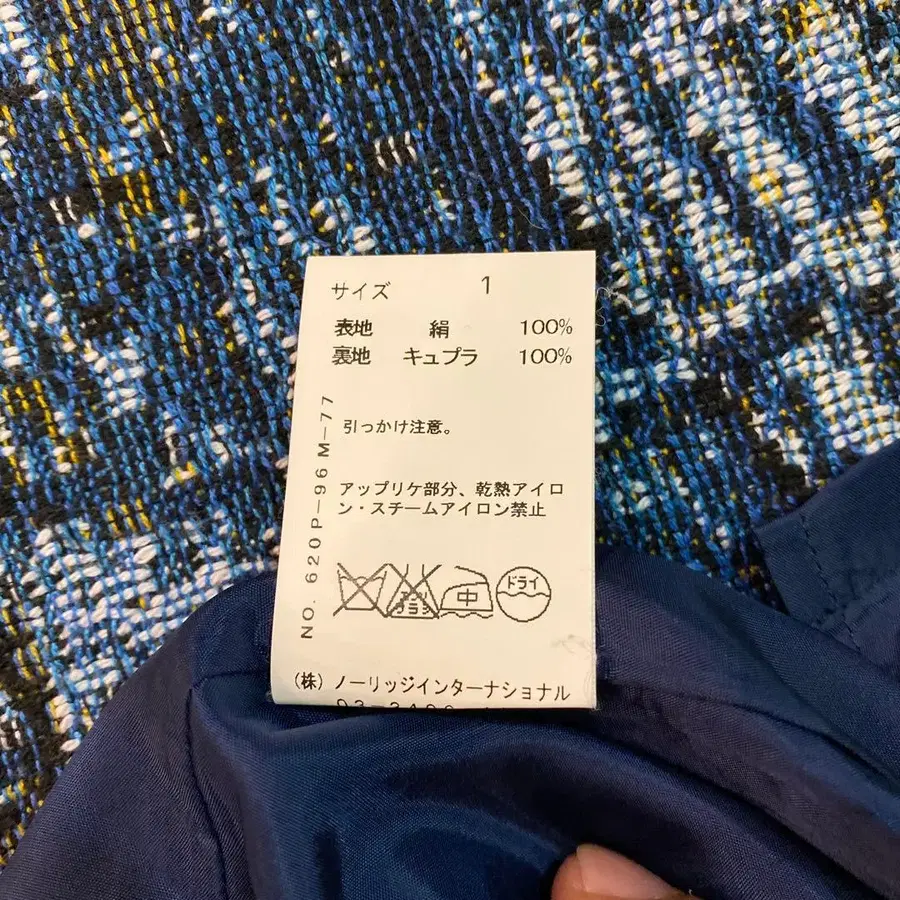 サイズ 1
表地 絹 100%
裏地 キュプラ 100%
引っかけ注意。
アップリケ部分、乾熱アイロ
ン・スチームアイロン禁止
NO. 620P-96M-77
中
ドライ
(株) ノーリッジインターナショナル